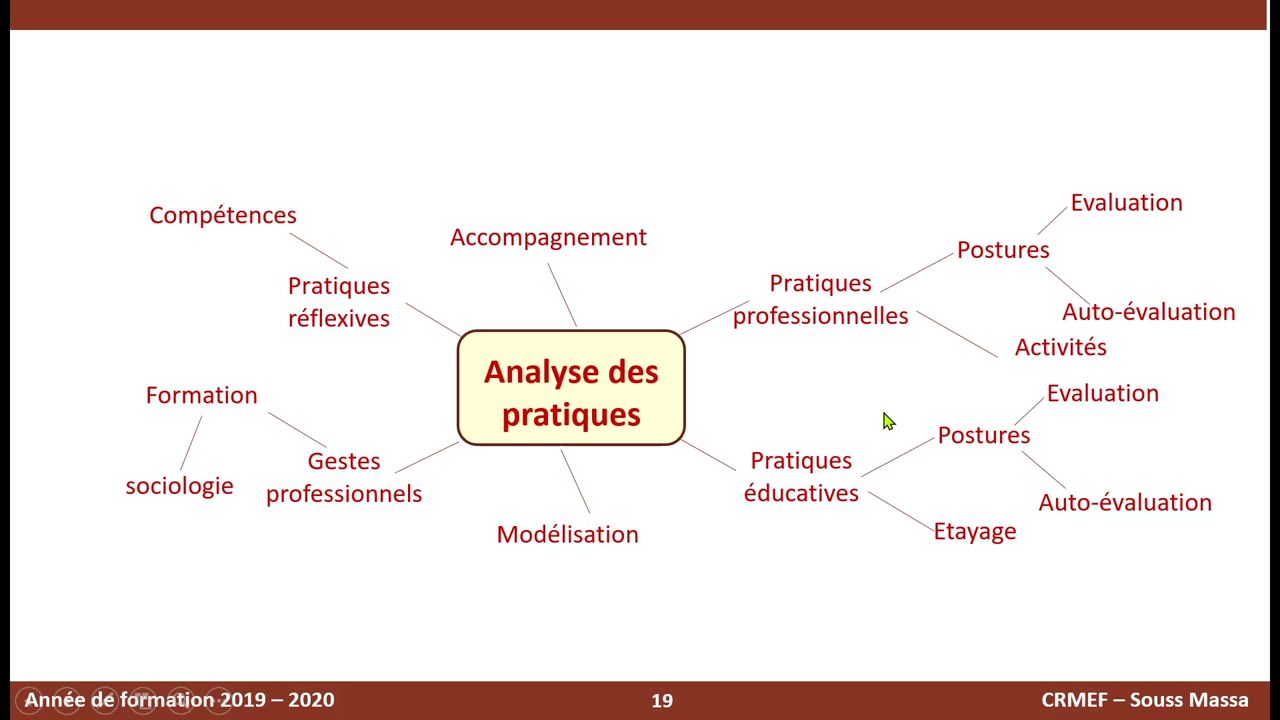 Compétences
Accompagnement
Evaluation
Postures
Pratiques
réflexives
Pratiques
professionnelles
Auto-évaluation
Activités
Analyse des
pratiques
Formation
Evaluation
Postures
Gestes
professionnels
Pratiques
éducatives
sociologie
Auto-évaluation
Modélisation
Etayage
Année de formation 2019 – 2020
19
CRMEF – Souss Massa